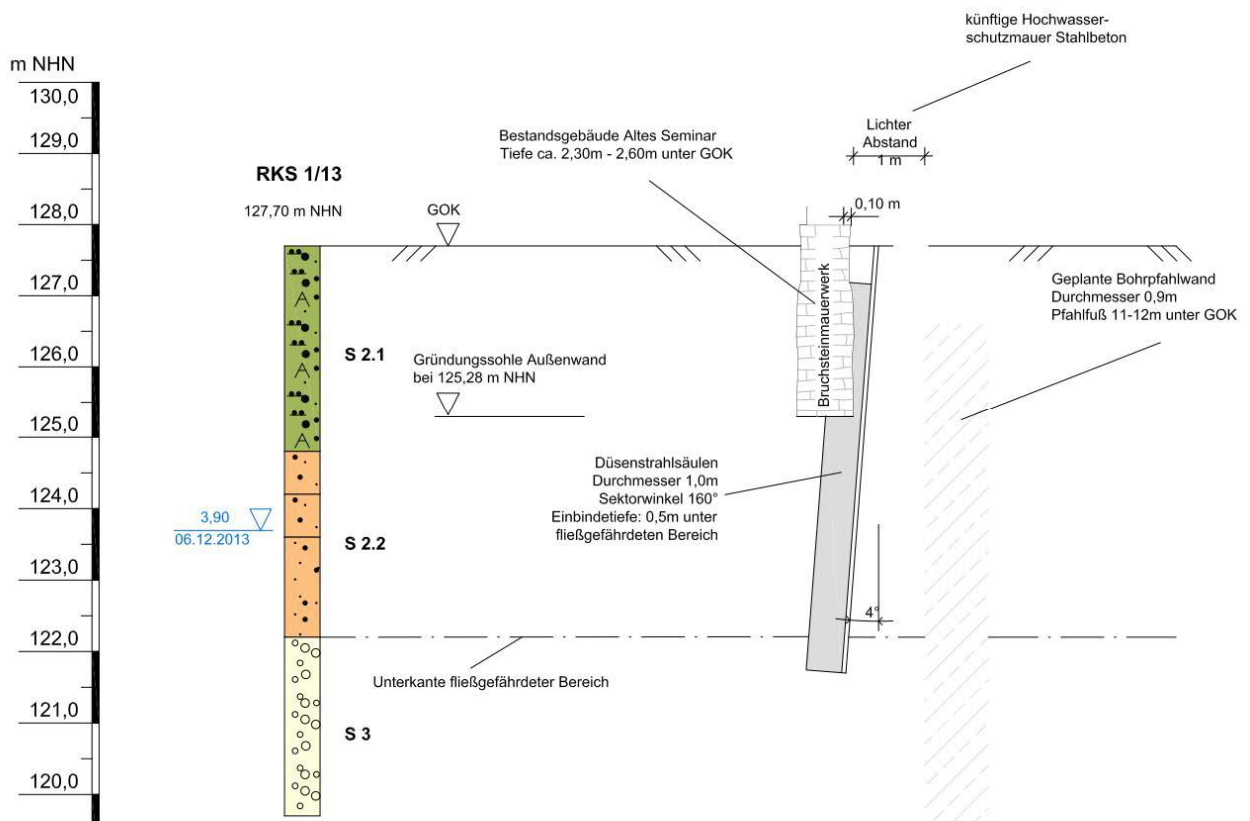 künftige Hochwasser-
schutzmauer Stahlbeton
m NHN
130,0
129,0
128,0
127,0
126,0
125,0
124,0
123,0
122,0
121,0
120,0
Bestandsgebäude Altes Seminar
Tiefe ca. 2,30m - 2,60m unter GOK
Lichter
Abstand
1 m
RKS 1/13
127,70 m NHN
GOK
0,10 m
Geplante Bohrpfahlwand
Durchmesser 0,9m
Pfahlfuß 11-12m unter GOK
Bruchsteinmauerwerk
S 2.1
Gründungssohle Außenwand
bei 125,28 m NHN
Düsenstrahlsäulen
Durchmesser 1,0m
Sektorwinkel 160°
Einbindetiefe: 0,5m unter
fließgefährdeten Bereich
3,90
06.12.2013
S 2.2
4°
Unterkante fließgefährdeter Bereich
S 3